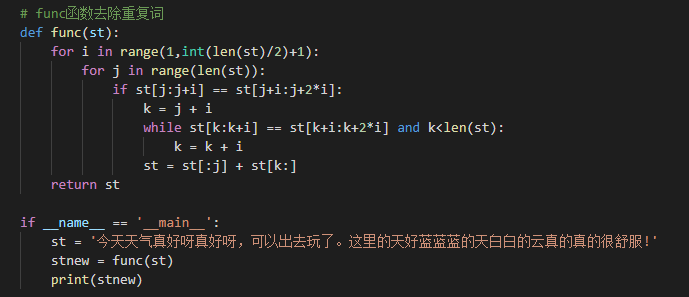 # func函数去除重复词
def func(st):
    for i in range(1,int(len(st)/2)+1):
        for j in range(len(st)):
            if st[j:j+i] == st[j+i:j+2*i]:
                k = j + i
                while st[k:k+i] == st[k+i:k+2*i] and k<len(st):
                    k = k + i
                st = st[:j] + st[k:]
    return st

if __name__ == '__main__':
    st = '今天天气真好呀真好呀，可以出去玩了。这里的天好蓝蓝蓝的天白白的云真的真的很舒服!'
    stnew = func(st)
    print(stnew)